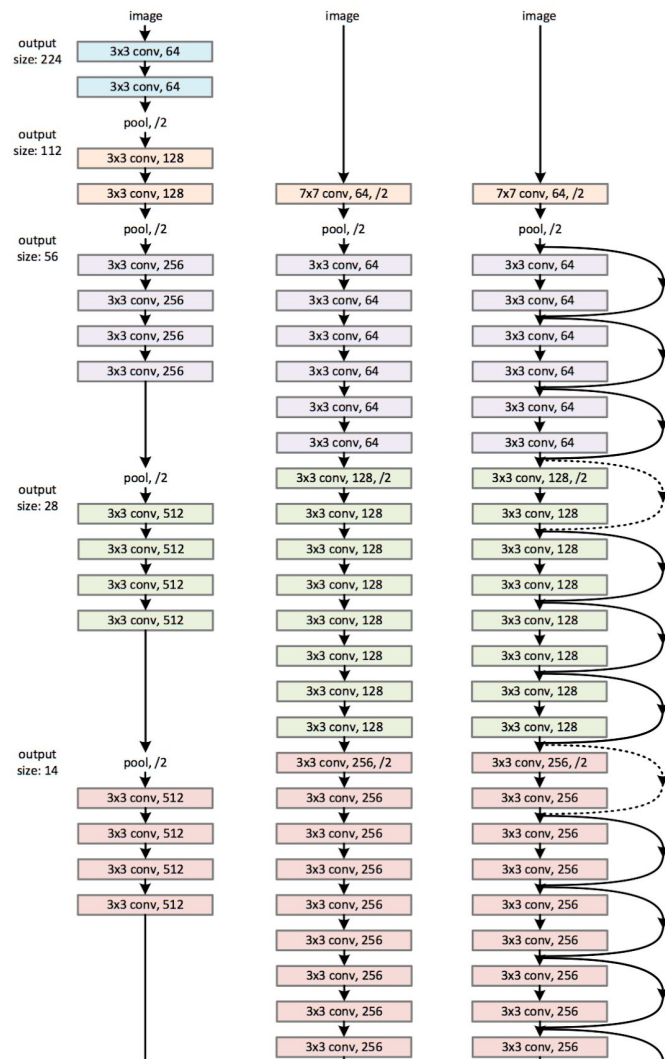 image
output
size: 224
3x3 conv, 64
3x3 conv, 64
pool, /2
output
size: 112
3x3 conv, 128
3x3 conv, 128
pool, /2
output
size: 56
3x3 conv, 256
3x3 conv, 256
3x3 conv, 256
3x3 conv, 256
pool, /2
output
size: 28
3x3 conv, 512
3x3 conv, 512
3x3 conv, 512
3x3 conv, 512
pool, /2
output
size: 14
3x3 conv, 512
3x3 conv, 512
3x3 conv, 512
3x3 conv, 512
image
7x7 conv, 64, /2
pool, /2
3x3 conv, 64
3x3 conv, 64
3x3 conv, 64
3x3 conv, 64
3x3 conv, 64
3x3 conv, 64
3x3 conv, 128, /2
3x3 conv, 128
3x3 conv, 128
3x3 conv, 128
3x3 conv, 128
3x3 conv, 128
3x3 conv, 128
3x3 conv, 128
3x3 conv, 256, /2
3x3 conv, 256
3x3 conv, 256
3x3 conv, 256
3x3 conv, 256
3x3 conv, 256
3x3 conv, 256
3x3 conv, 256
3x3 conv, 256
image
7x7 conv, 64, /2
pool, /2
3x3 conv, 64
3x3 conv, 64
3x3 conv, 64
3x3 conv, 64
3x3 conv, 64
3x3 conv, 64
3x3 conv, 128, /2
3x3 conv, 128
3x3 conv, 128
3x3 conv, 128
3x3 conv, 128
3x3 conv, 128
3x3 conv, 128
3x3 conv, 128
3x3 conv, 256, /2
3x3 conv, 256
3x3 conv, 256
3x3 conv, 256
3x3 conv, 256
3x3 conv, 256
3x3 conv, 256
3x3 conv, 256
3x3 conv, 256